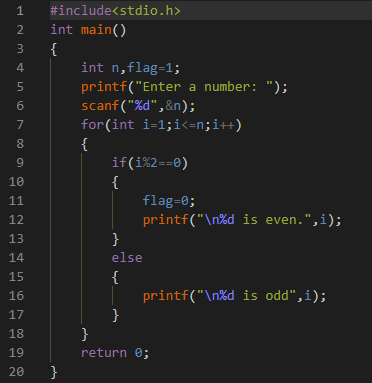 1 #include<stdio.h>
2 int main()
3 {
4     int n,flag=1;
5     printf("Enter a number: ");
6     scanf("%d",&n);
7     for(int i=1;i<=n;i++)
8     {
9         if(i%2==0)
10         {
11             flag=0;
12             printf("\n%d is even.",i);
13         }
14         else
15         {
16             printf("\n%d is odd",i);
17         }
18     }
19     return 0;
20 }